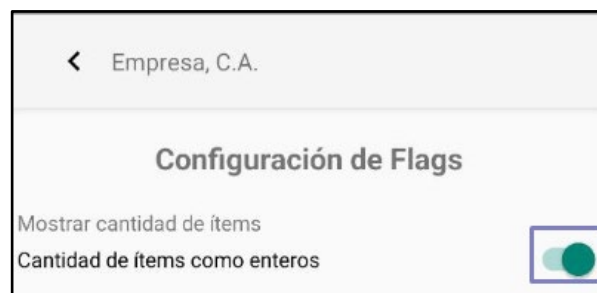 Empresa, C.A.
Configuración de Flags
Mostrar cantidad de ítems
Cantidad de ítems como enteros